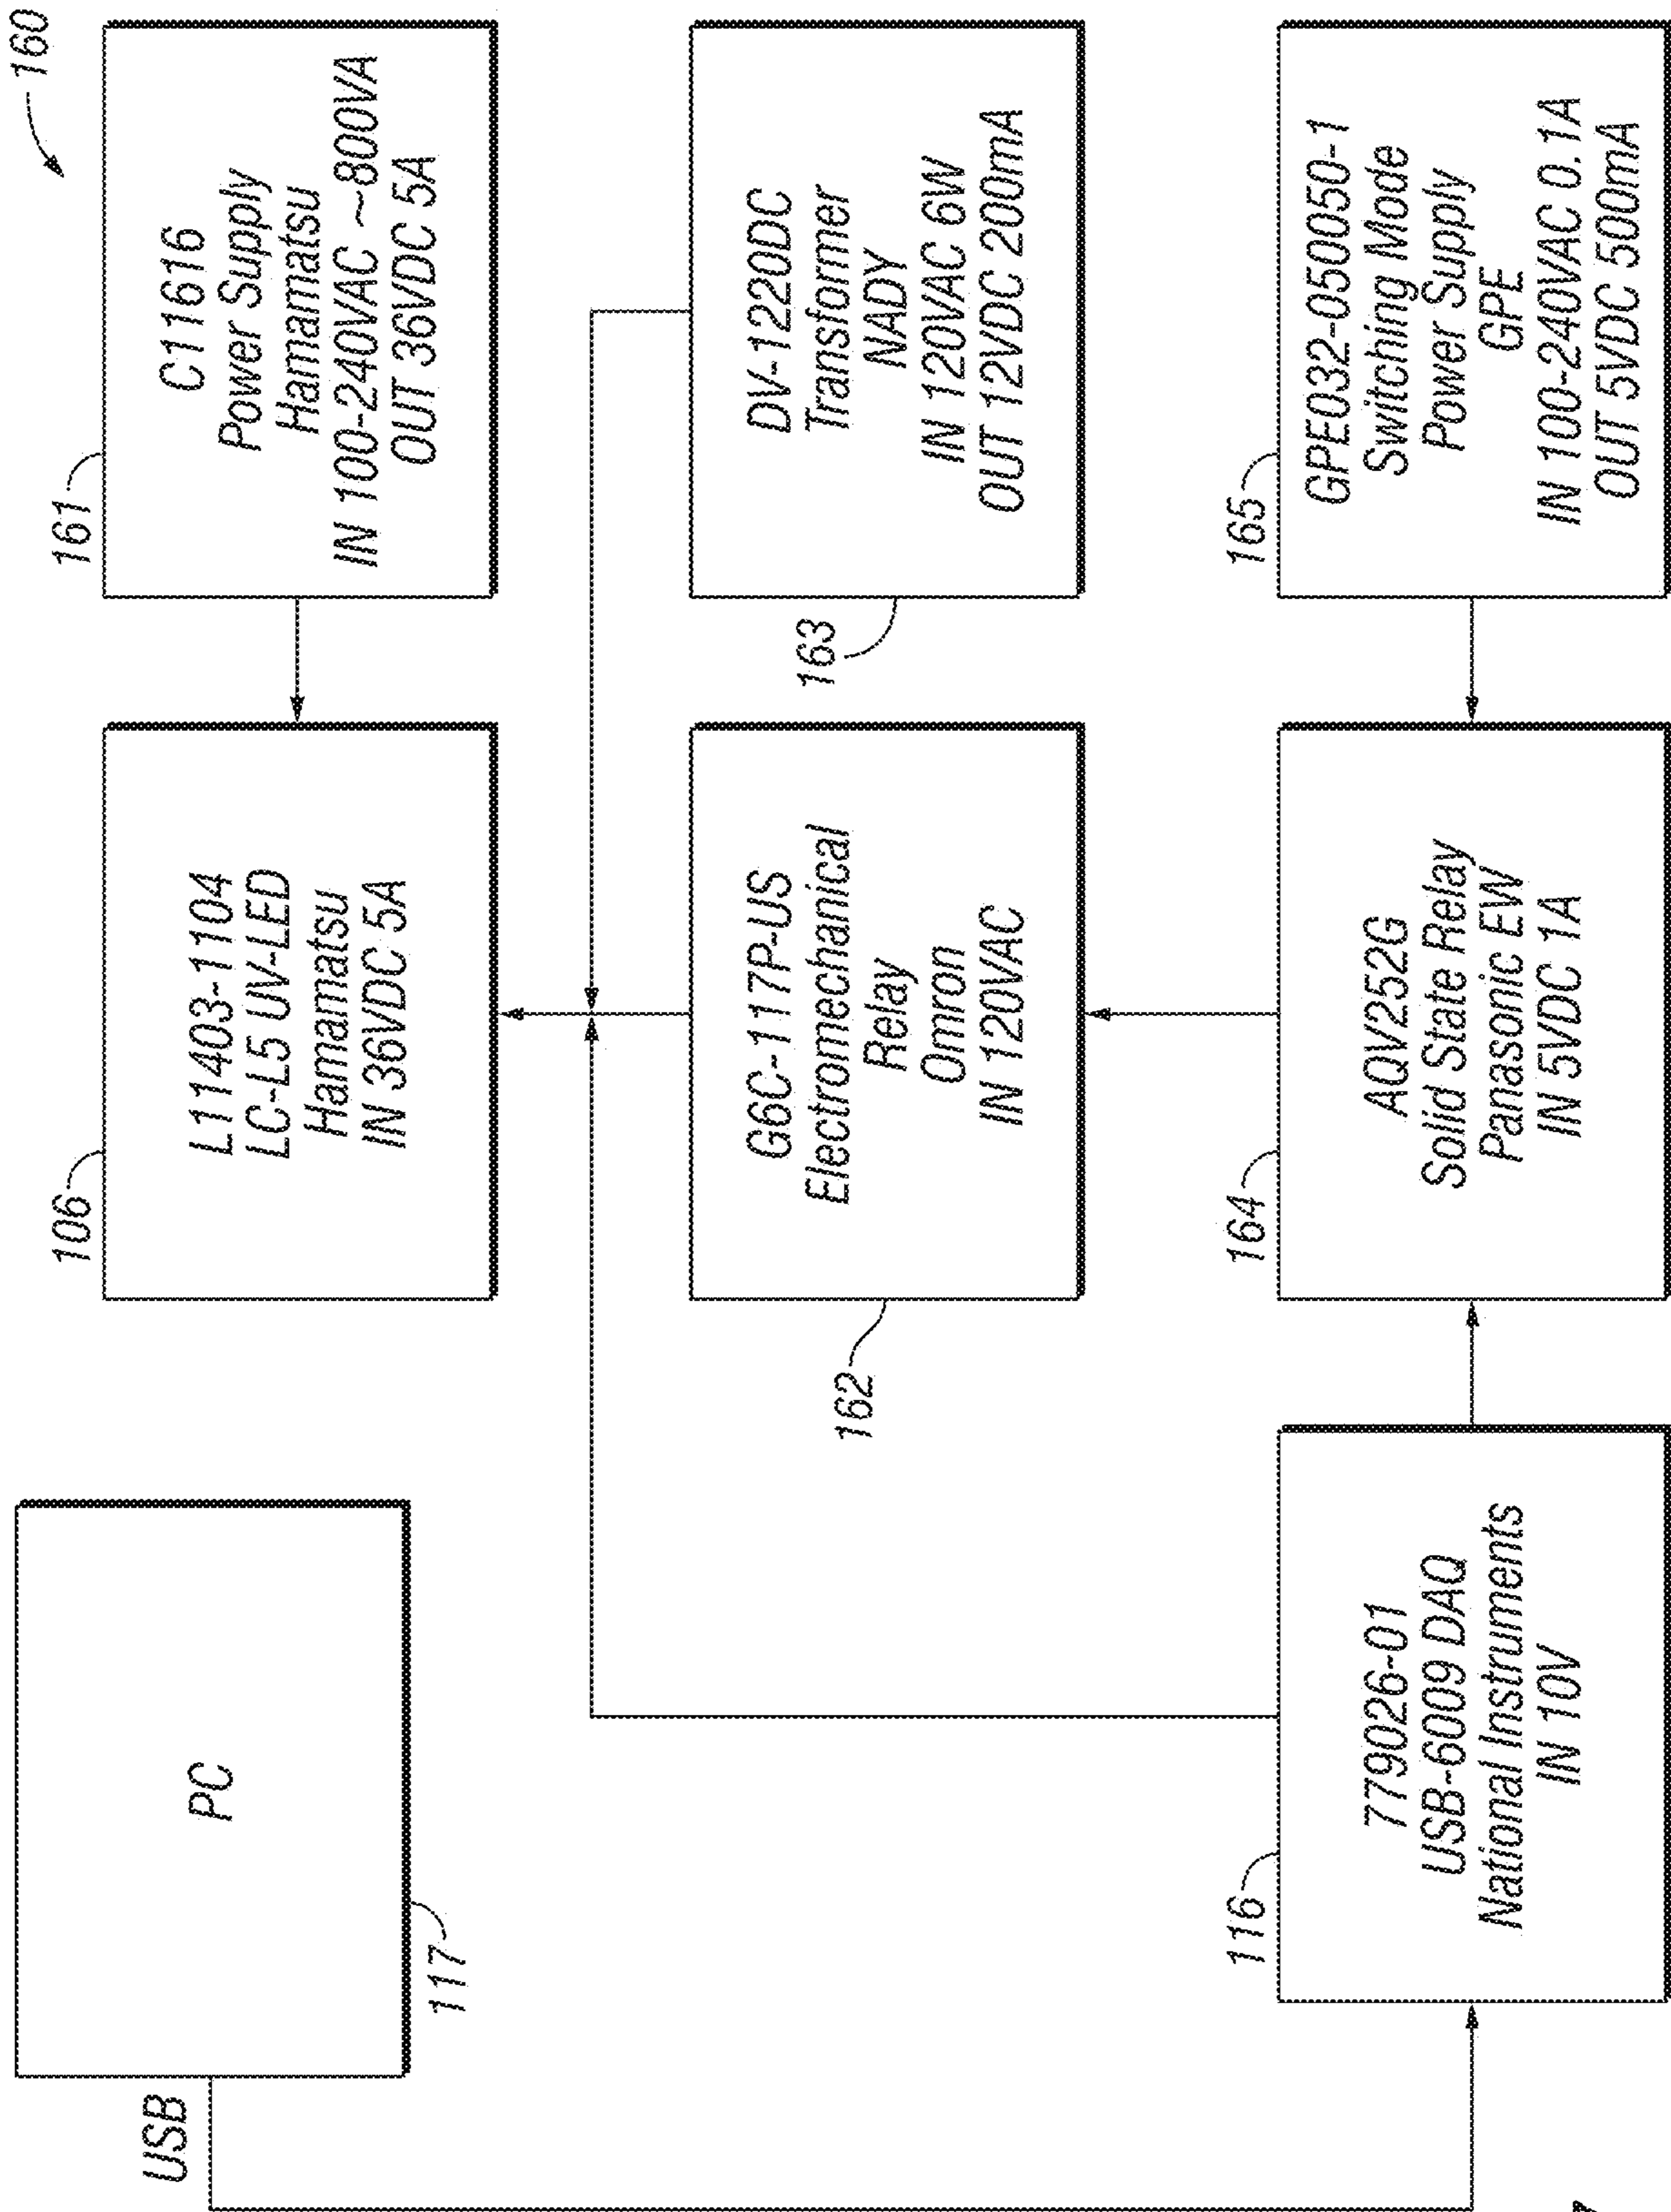 160
USB
PC
117
106
L11403-1104
LC-L5 UV-LED
Hamamatsu
IN 36VDC 5A
161
C11616
Power Supply
Hamamatsu
IN 100-240VAC ~800VA
OUT 36VDC 5A
162
G6C-117P-US
Electromechanical
Relay
Omron
IN 120VAC
163
DV-1220DC
Transformer
NADY
IN 120VAC 6W
OUT 12VDC 200mA
116
779026-01
USB-6009 DAQ
National Instruments
IN 10V
164
AQV252G
Solid State Relay
Panasonic EW
IN 5VDC 1A
165
GPE032-050050-1
Switching Mode
Power Supply
GPE
IN 100-240VAC 0.1A
OUT 5VDC 500mA